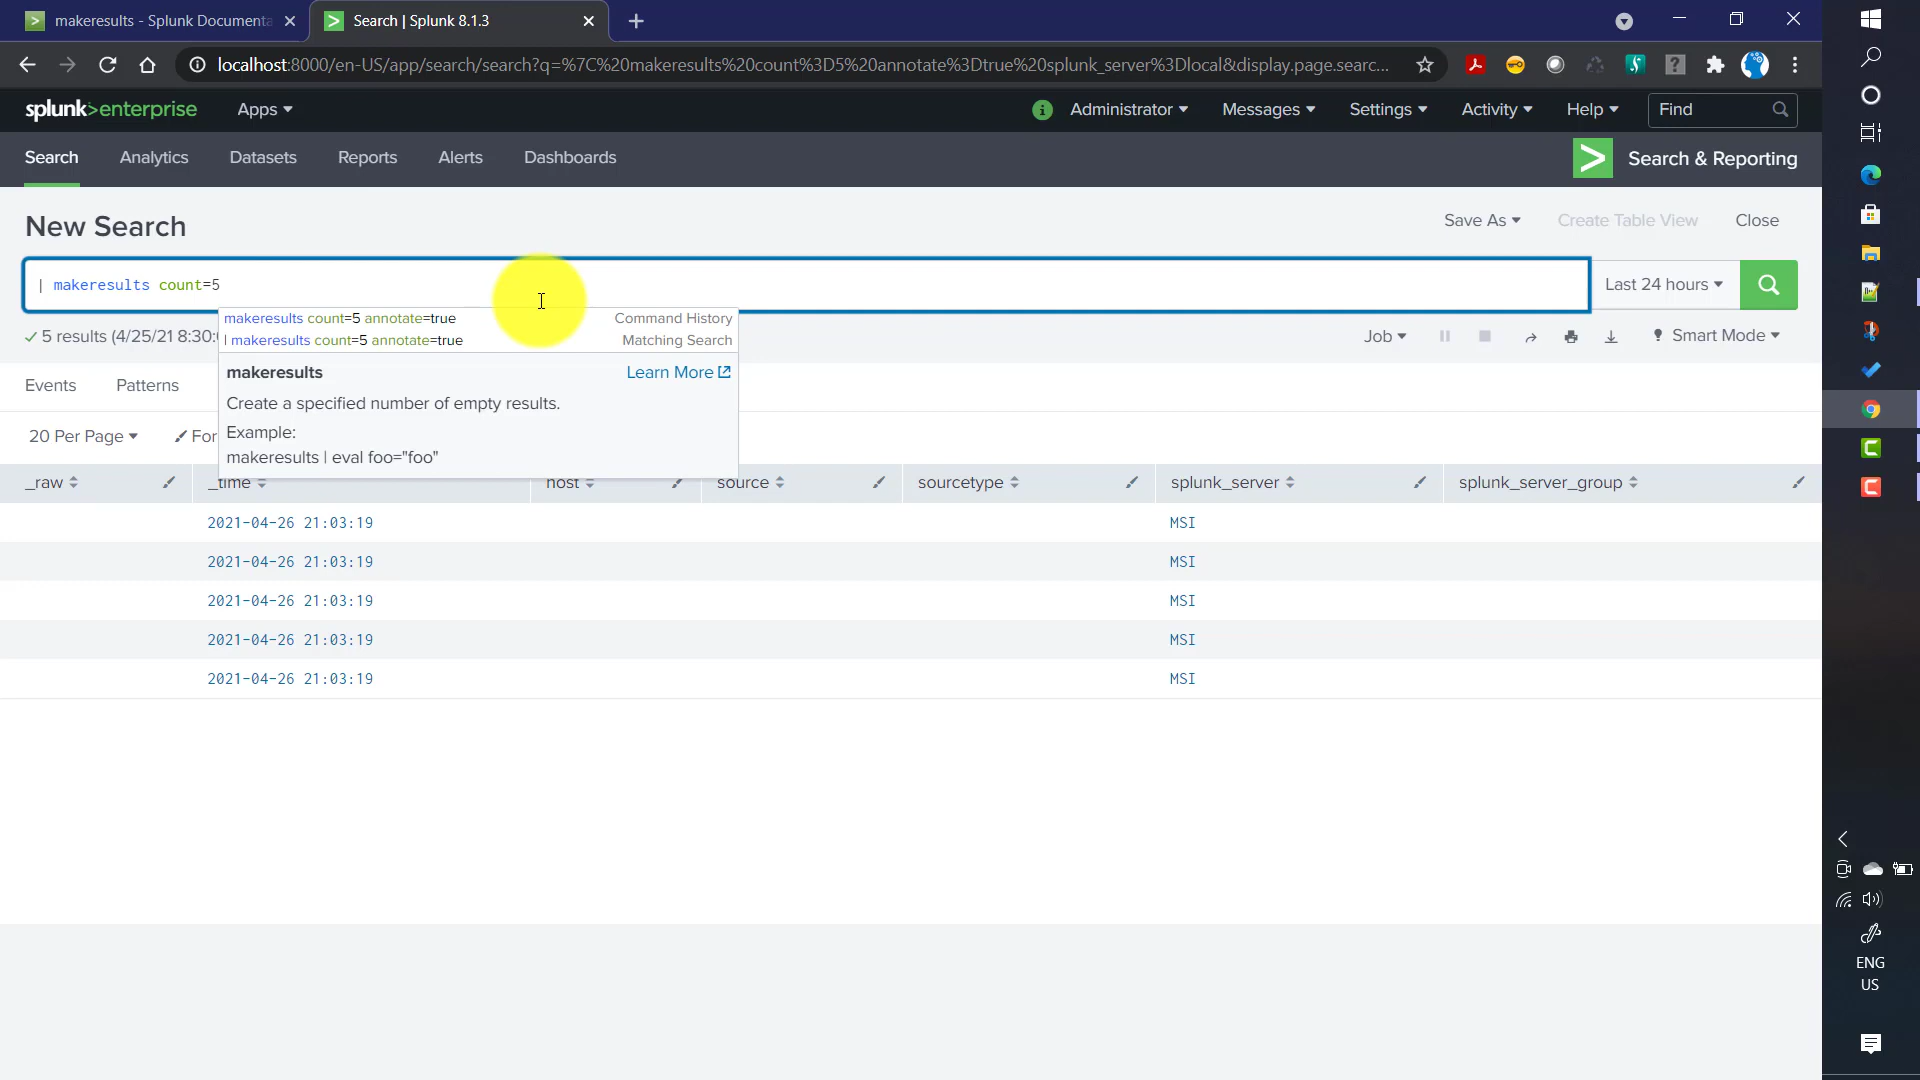 makeresults - Splunk Documenta
Search | Splunk 8.1.3
localhost:8000/en-US/app/search/search?q=%7C%20makeresults%20count%3D5%20annotate%3Dtrue%20splunk_server%3Dlocal&display.page.searc...
splunk>enterprise
Apps
i
Administrator
Messages
Settings
Activity
Help
Find
Search
Analytics
Datasets
Reports
Alerts
Dashboards
Search & Reporting
New Search
Save As
Create Table View
Close
| makeresults count=5
Last 24 hours
makeresults count=5 annotate=true Command History
| makeresults count=5 annotate=true Matching Search
5 results (4/25/21 8:30:
Job
Smart Mode
makeresults
Learn More
Events
Patterns
Create a specified number of empty results.
Example:
makeresults | eval foo="foo"
20 Per Page
For
_raw _time host source sourcetype splunk_server splunk_server_group
2021-04-26 21:03:19 MSI
2021-04-26 21:03:19 MSI
2021-04-26 21:03:19 MSI
2021-04-26 21:03:19 MSI
2021-04-26 21:03:19 MSI
ENG
US